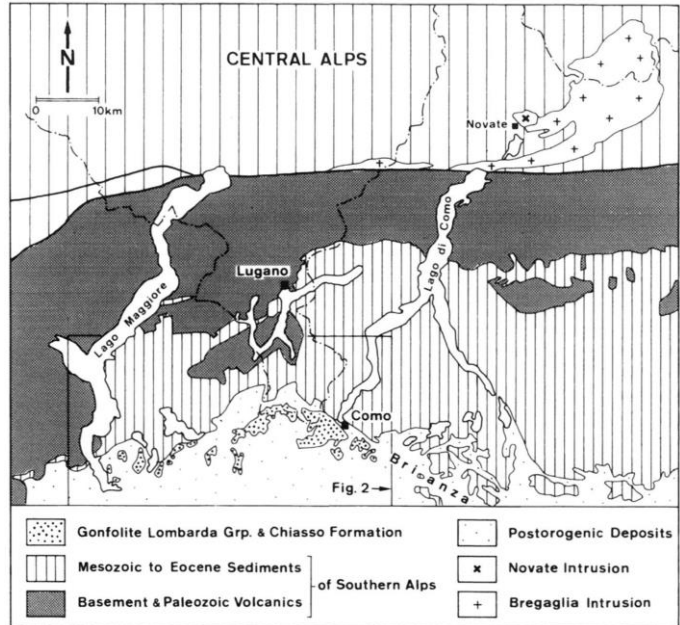 N
CENTRAL ALPS
0 10km
Novate
Lago Maggiore
Lugano
Lago di Como
Como
Brianza
Fig. 2
Gonfolite Lombarda Grp. & Chiasso Formation
Mesozoic to Eocene Sediments
Basement & Paleozoic Volcanics
of Southern Alps
Postorogenic Deposits
Novate Intrusion
Bregaglia Intrusion